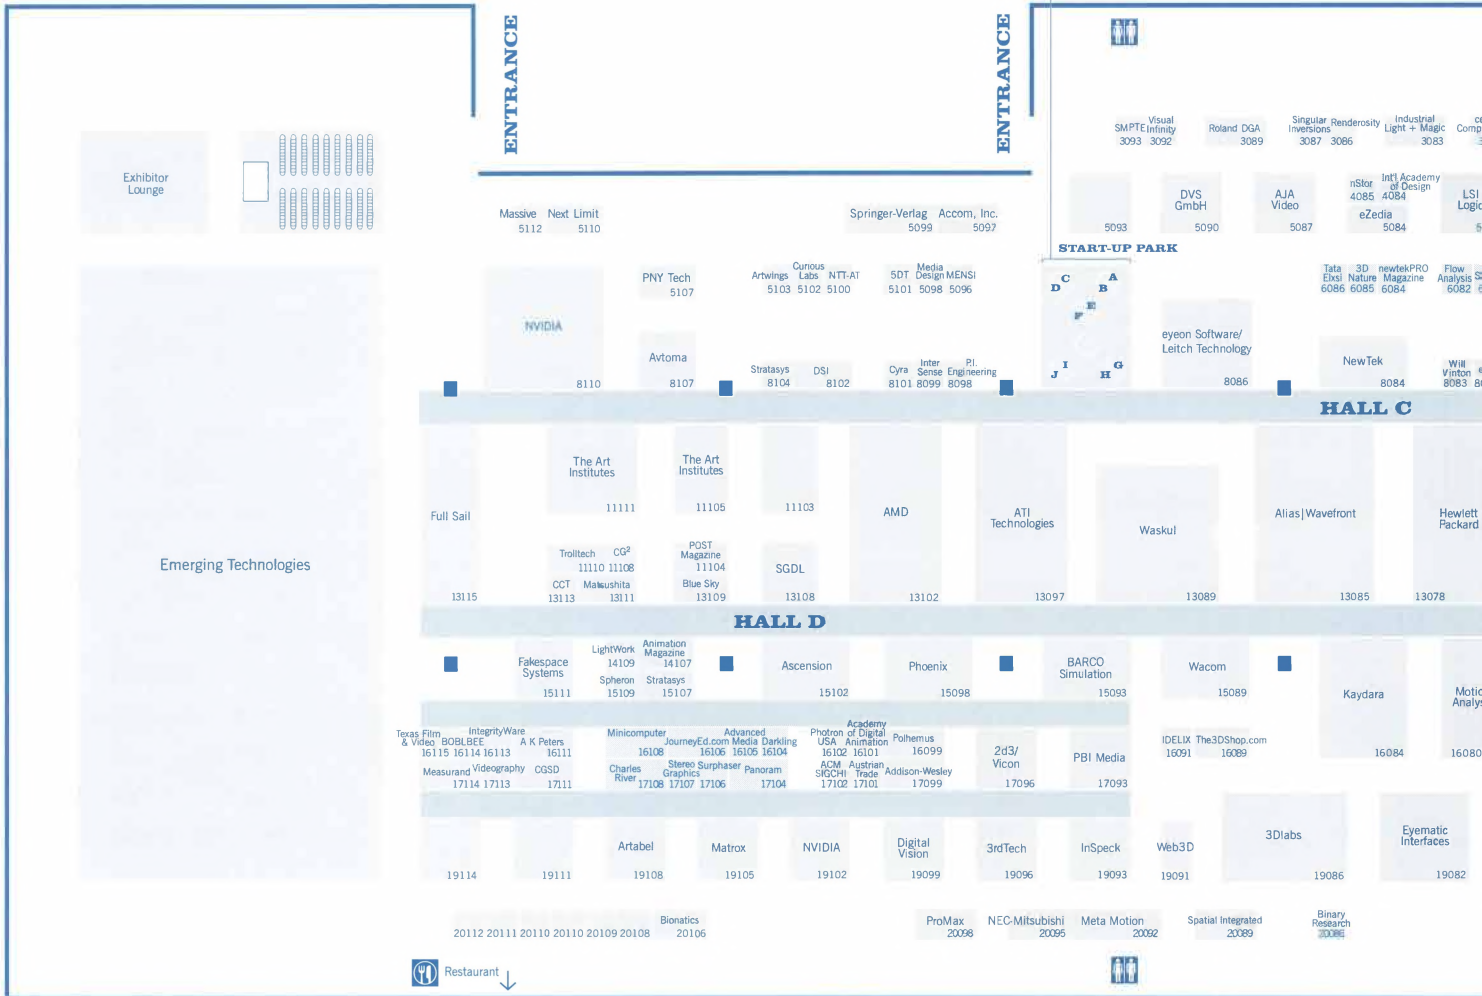 ENTRANCE
ENTRANCE
SMPTE
3093
Visual
Infinity
3092
Roland DGA
3089
Singular
Inversions
3087
Renderosity
3086
Industrial
Light + Magic
3083
Exhibitor
Lounge
Massive
5112
Next Limit
5110
Springer-Verlag
5099
Accom, Inc.
5097
5093
DVS
GmbH
5090
AJA
Video
5087
nStor
4085
Int'l Academy
of Design
4084
eZedia
5084
LSI
Logic
START-UP PARK
C
D
A
B
E
F
I
J
G
H
NVIDIA
8110
PNY Tech
5107
Avtoma
8107
Artwings
5103
Curious
Labs
5102
NTT-AT
5100
5DT
5101
Media
Design
5098
MENSI
5096
Stratasys
8104
DSI
8102
Cyra
8101
Inter
Sense
8099
P.I.
Engineering
8098
eyeon Software/
Leitch Technology
8086
Tata
Elxsi
6086
3D
Nature
6085
newtekPRO
Magazine
6084
Flow
Analysis
6082
NewTek
8084
Will
Vinton
8083
HALL C
Full Sail
13115
The Art
Institutes
11111
The Art
Institutes
11105
11103
Trolltech
11110
CG²
11108
POST
Magazine
11104
CCT
13113
Matsushita
13111
Blue Sky
13109
SGDL
13108
AMD
13102
ATI
Technologies
13097
Waskul
13089
Alias|Wavefront
13085
Hewlett
Packard
13078
Emerging Technologies
HALL D
Fakespace
Systems
15111
LightWork
14109
Animation
Magazine
14107
Spheron
15109
Stratasys
15107
Ascension
15102
Phoenix
15098
BARCO
Simulation
15093
Wacom
15089
Kaydara
16084
16080
Texas Film
& Video
16115
BOBLBEE
16114
IntegrityWare
16113
A K Peters
16111
Minicomputer
16108
JourneyEd.com
16106
Advanced
Media
16105
Darkling
16104
Photron
USA
16102
Academy
of Digital
Animation
16101
Polhemus
16099
Measurand
17114
Videography
17113
CGSD
17111
Charles
River
17108
Stereo
Graphics
17107
Surphaser
17106
Panoram
17104
ACM
SIGCHI
17102
Austrian
Trade
17101
Addison-Wesley
17099
2d3/
Vicon
17096
PBI Media
17093
IDELIX
16091
The3DShop.com
16089
19114
19111
Artabel
19108
Matrox
19105
NVIDIA
19102
Digital
Vision
19099
3rdTech
19096
InSpeck
19093
Web3D
19091
3Dlabs
19086
Eyematic
Interfaces
19082
20112 20111 20110 20110 20109 20108
Bionatics
20106
ProMax
20098
NEC-Mitsubishi
20095
Meta Motion
20092
Spatial Integrated
20089
Binary
Research
20086
Restaurant